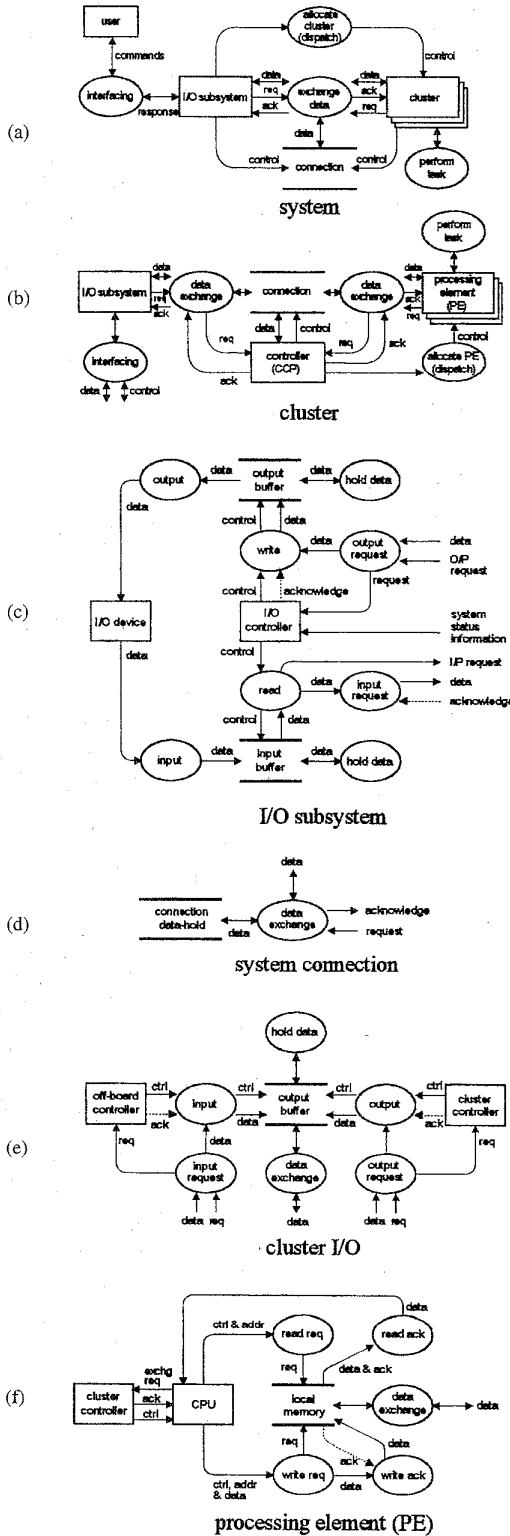 user
commands
interfacing
response
I/O subsystem
allocate
cluster
(dispatch)
control
data
req
ack
exchange
data
data
ack
req
cluster
data
control
connection
control
perform
task
(a)
system
perform
task
(b)
I/O subsystem
data
req
ack
data
exchange
connection
data
exchange
data
ack
req
processing
element
(PE)
interfacing
data
control
req
data
control
req
ack
controller
(CCP)
ack
control
allocate PE
(dispatch)
cluster
output
data
output
buffer
data
hold data
data
control
data
write
data
output
request
data
O/P
request
control
acknowledge
request
(c)
I/O device
I/O
controller
system
status
information
data
control
I/P request
read
data
input
request
data
acknowledge
control
data
input
data
input
buffer
data
hold data
I/O subsystem
data
(d)
connection
data-hold
data
data
exchange
acknowledge
request
system connection
hold data
off-board
controller
ctrl
ack
input
ctrl
data
output
buffer
ctrl
data
output
ctrl
ack
cluster
controller
(e)
req
data
input
request
data
exchange
output
request
req
data
req
data
data
req
cluster I/O
data
ctrl & addr
read req
read ack
req
data & ack
(f)
cluster
controller
exchg
req
ack
ctrl
CPU
local
memory
data
exchange
data
req
ack
data
ctrl, addr
& data
write req
data
write ack
processing element (PE)